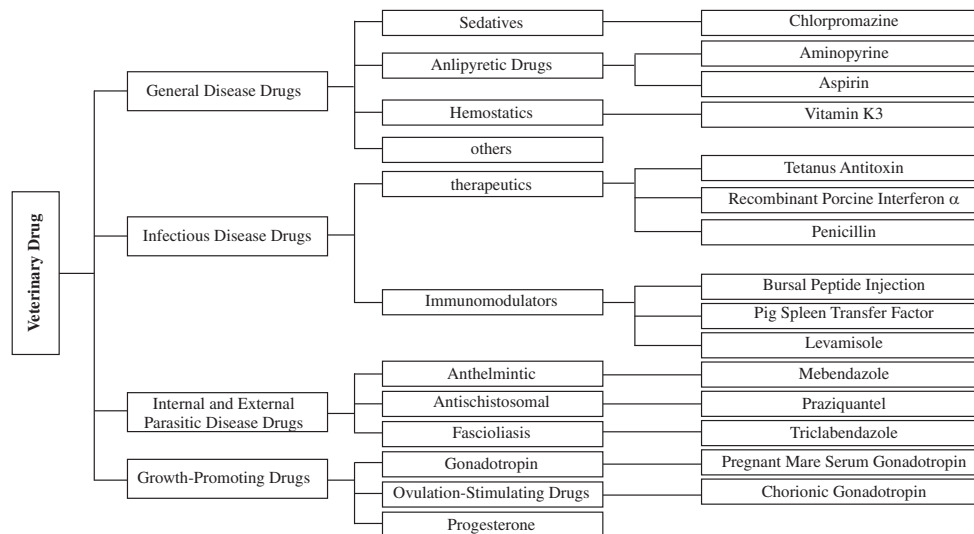 Veterinary Drug
General Disease Drugs
Sedatives
Chlorpromazine
Anlipyretic Drugs
Aminopyrine
Aspirin
Hemostatics
Vitamin K3
others
Infectious Disease Drugs
therapeutics
Tetanus Antitoxin
Recombinant Porcine Interferon α
Penicillin
Immunomodulators
Bursal Peptide Injection
Pig Spleen Transfer Factor
Levamisole
Internal and External
Parasitic Disease Drugs
Anthelmintic
Mebendazole
Antischistosomal
Praziquantel
Fascioliasis
Triclabendazole
Growth-Promoting Drugs
Gonadotropin
Pregnant Mare Serum Gonadotropin
Ovulation-Stimulating Drugs
Chorionic Gonadotropin
Progesterone